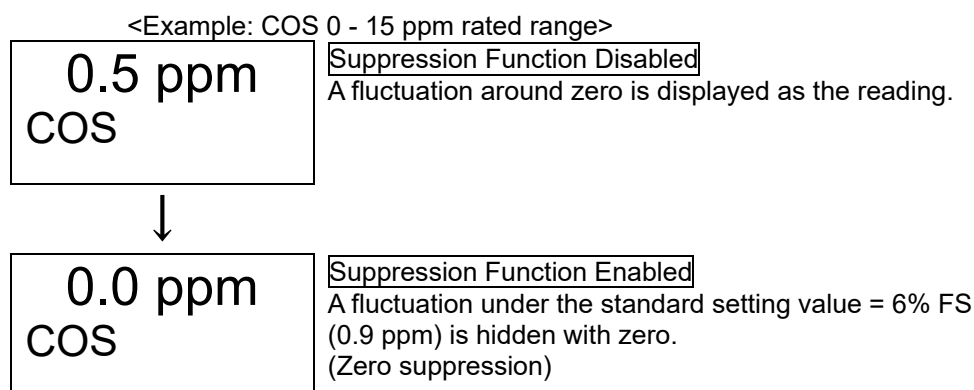 <Example: COS 0 - 15 ppm rated range>
0.5 ppm
COS
Suppression Function Disabled
A fluctuation around zero is displayed as the reading.
↓
0.0 ppm
COS
Suppression Function Enabled
A fluctuation under the standard setting value = 6% FS
(0.9 ppm) is hidden with zero.
(Zero suppression)